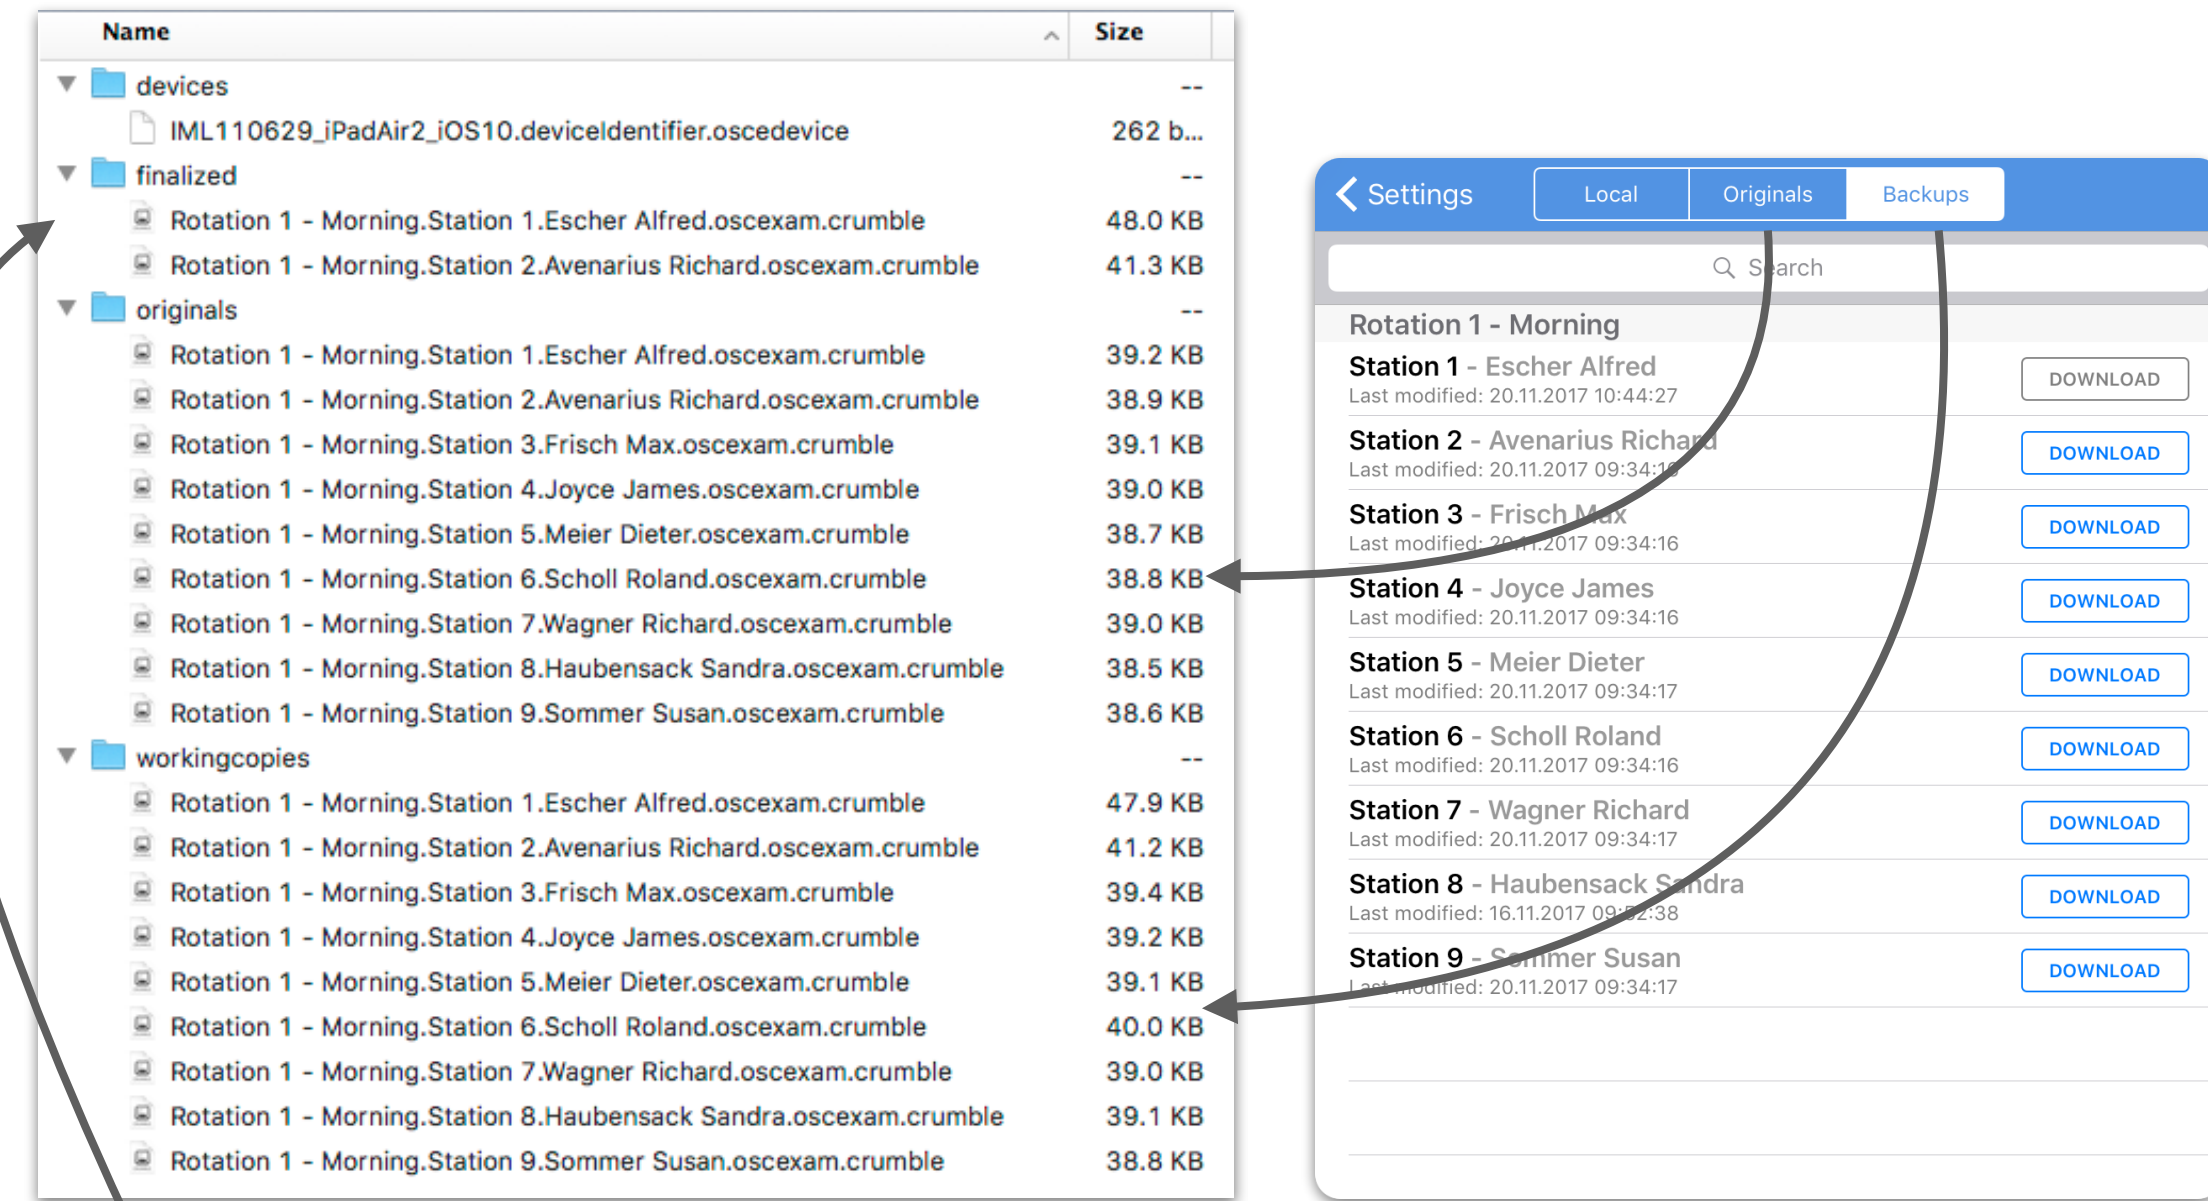 Name Size
devices --
IML110629_iPadAir2_iOS10.deviceIdentifier.oscedevice 262 b...
finalized --
Rotation 1 - Morning.Station 1.Escher Alfred.oscexam.crumble 48.0 KB
Rotation 1 - Morning.Station 2.Avenarius Richard.oscexam.crumble 41.3 KB
originals --
Rotation 1 - Morning.Station 1.Escher Alfred.oscexam.crumble 39.2 KB
Rotation 1 - Morning.Station 2.Avenarius Richard.oscexam.crumble 38.9 KB
Rotation 1 - Morning.Station 3.Frisch Max.oscexam.crumble 39.1 KB
Rotation 1 - Morning.Station 4.Joyce James.oscexam.crumble 39.0 KB
Rotation 1 - Morning.Station 5.Meier Dieter.oscexam.crumble 38.7 KB
Rotation 1 - Morning.Station 6.Scholl Roland.oscexam.crumble 38.8 KB
Rotation 1 - Morning.Station 7.Wagner Richard.oscexam.crumble 39.0 KB
Rotation 1 - Morning.Station 8.Haubensack Sandra.oscexam.crumble 38.5 KB
Rotation 1 - Morning.Station 9.Sommer Susan.oscexam.crumble 38.6 KB
workingcopies --
Rotation 1 - Morning.Station 1.Escher Alfred.oscexam.crumble 47.9 KB
Rotation 1 - Morning.Station 2.Avenarius Richard.oscexam.crumble 41.2 KB
Rotation 1 - Morning.Station 3.Frisch Max.oscexam.crumble 39.4 KB
Rotation 1 - Morning.Station 4.Joyce James.oscexam.crumble 39.2 KB
Rotation 1 - Morning.Station 5.Meier Dieter.oscexam.crumble 39.1 KB
Rotation 1 - Morning.Station 6.Scholl Roland.oscexam.crumble 40.0 KB
Rotation 1 - Morning.Station 7.Wagner Richard.oscexam.crumble 39.0 KB
Rotation 1 - Morning.Station 8.Haubensack Sandra.oscexam.crumble 39.1 KB
Rotation 1 - Morning.Station 9.Sommer Susan.oscexam.crumble 38.8 KB
Settings Local Originals Backups
Search
Rotation 1 - Morning
Station 1 - Escher Alfred
Last modified: 20.11.2017 10:44:27
DOWNLOAD
Station 2 - Avenarius Richard
Last modified: 20.11.2017 09:34:16
DOWNLOAD
Station 3 - Frisch Max
Last modified: 20.11.2017 09:34:16
DOWNLOAD
Station 4 - Joyce James
Last modified: 20.11.2017 09:34:16
DOWNLOAD
Station 5 - Meier Dieter
Last modified: 20.11.2017 09:34:17
DOWNLOAD
Station 6 - Scholl Roland
Last modified: 20.11.2017 09:34:16
DOWNLOAD
Station 7 - Wagner Richard
Last modified: 20.11.2017 09:34:17
DOWNLOAD
Station 8 - Haubensack Sandra
Last modified: 16.11.2017 09:52:38
DOWNLOAD
Station 9 - Sommer Susan
Last modified: 20.11.2017 09:34:17
DOWNLOAD